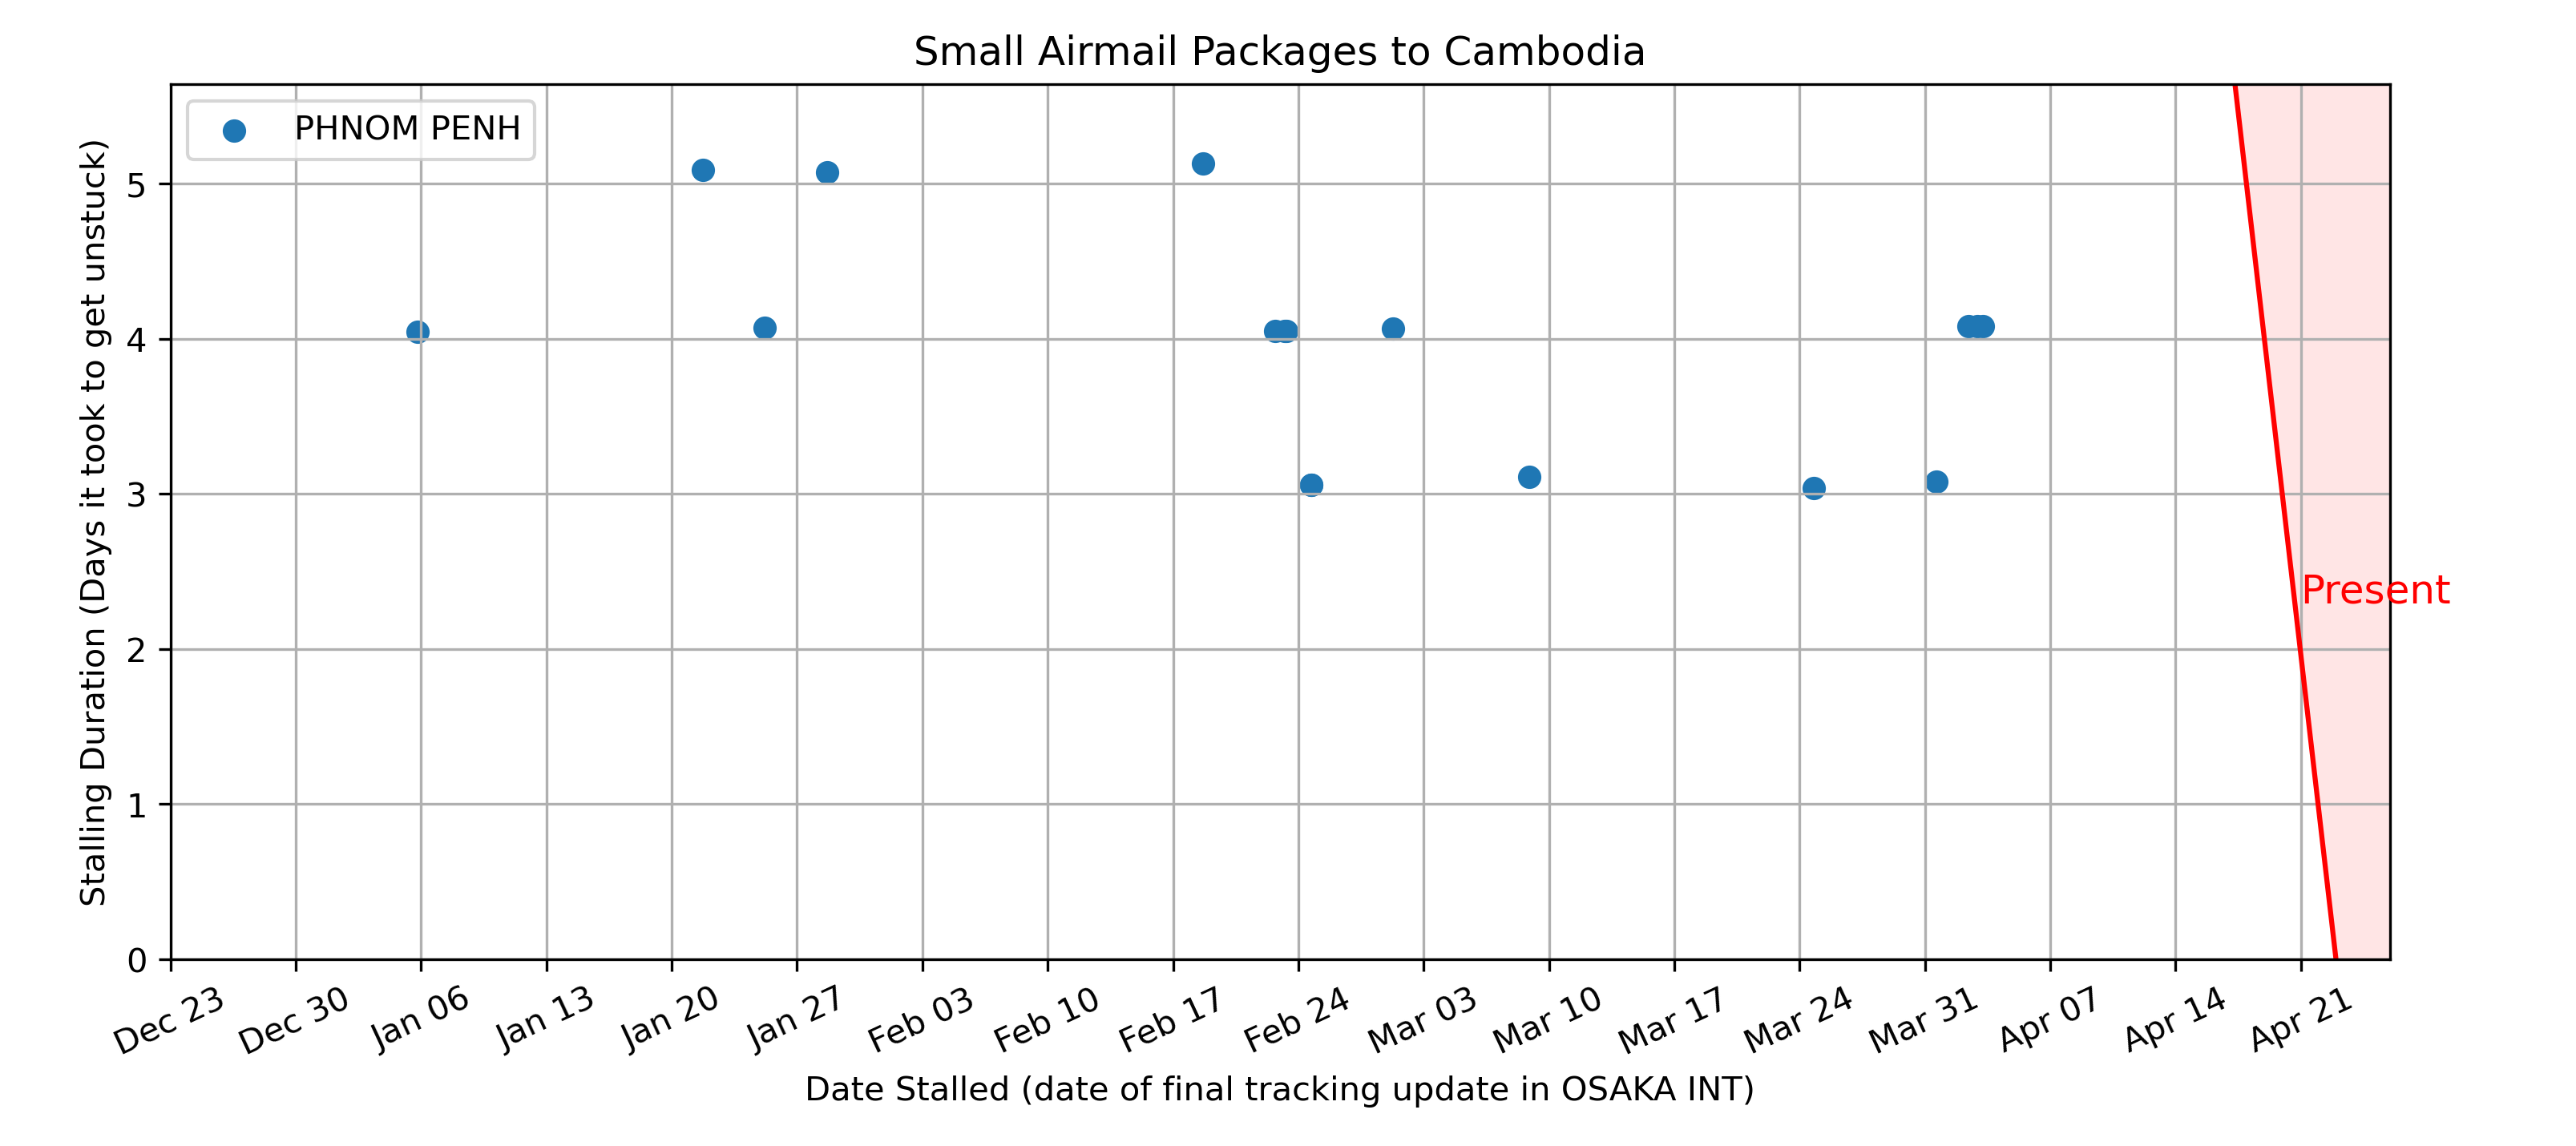 Small Airmail Packages to Cambodia
PHNOM PENH
Stalling Duration (Days it took to get unstuck)
5
4
3
2
1
0
Present
Dec 23
Dec 30
Jan 06
Jan 13
Jan 20
Jan 27
Feb 03
Feb 10
Feb 17
Feb 24
Mar 03
Mar 10
Mar 17
Mar 24
Mar 31
Apr 07
Apr 14
Apr 21
Date Stalled (date of final tracking update in OSAKA INT)